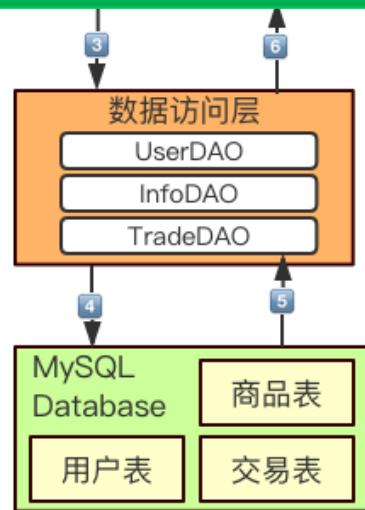 3
6
数据访问层
UserDAO
InfoDAO
TradeDAO
4
5
MySQL
Database
商品表
用户表
交易表